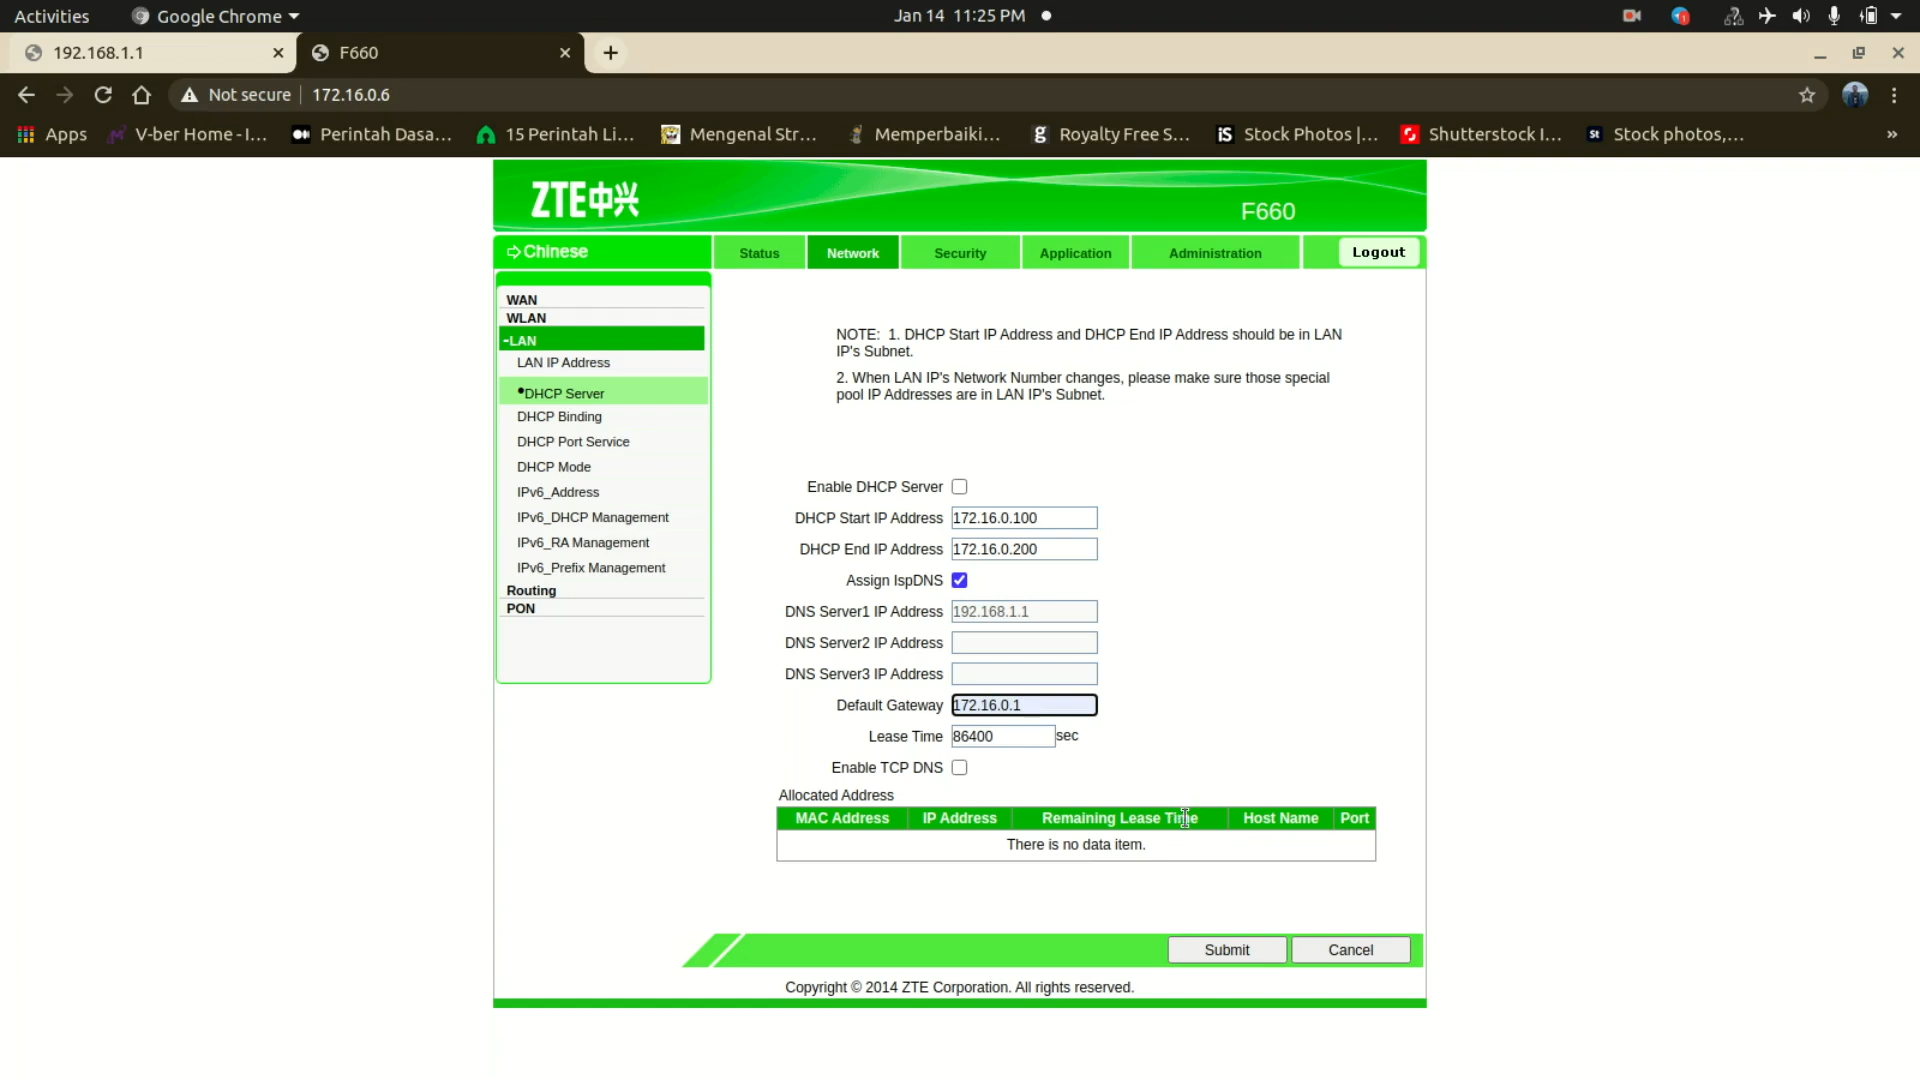 Activities
Google Chrome
Jan 14 11:25 PM
192.168.1.1
F660
Not secure
172.16.0.6
Apps
V-ber Home - I...
Perintah Dasa...
15 Perintah Li...
Mengenal Str...
Memperbaiki...
Royalty Free S...
Stock Photos |...
Shutterstock I...
Stock photos,...
ZTE中兴
F660
⇨Chinese
Status
Network
Security
Application
Administration
Logout
WAN
WLAN
-LAN
LAN IP Address
•DHCP Server
DHCP Binding
DHCP Port Service
DHCP Mode
IPv6_Address
IPv6_DHCP Management
IPv6_RA Management
IPv6_Prefix Management
Routing
PON
NOTE: 1. DHCP Start IP Address and DHCP End IP Address should be in LAN
IP's Subnet.
2. When LAN IP's Network Number changes, please make sure those special
pool IP Addresses are in LAN IP's Subnet.
Enable DHCP Server
DHCP Start IP Address 172.16.0.100
DHCP End IP Address 172.16.0.200
Assign IspDNS
DNS Server1 IP Address 192.168.1.1
DNS Server2 IP Address
DNS Server3 IP Address
Default Gateway 172.16.0.1
Lease Time 86400 sec
Enable TCP DNS
Allocated Address
MAC Address IP Address Remaining Lease Time Host Name Port
There is no data item.
Submit Cancel
Copyright © 2014 ZTE Corporation. All rights reserved.